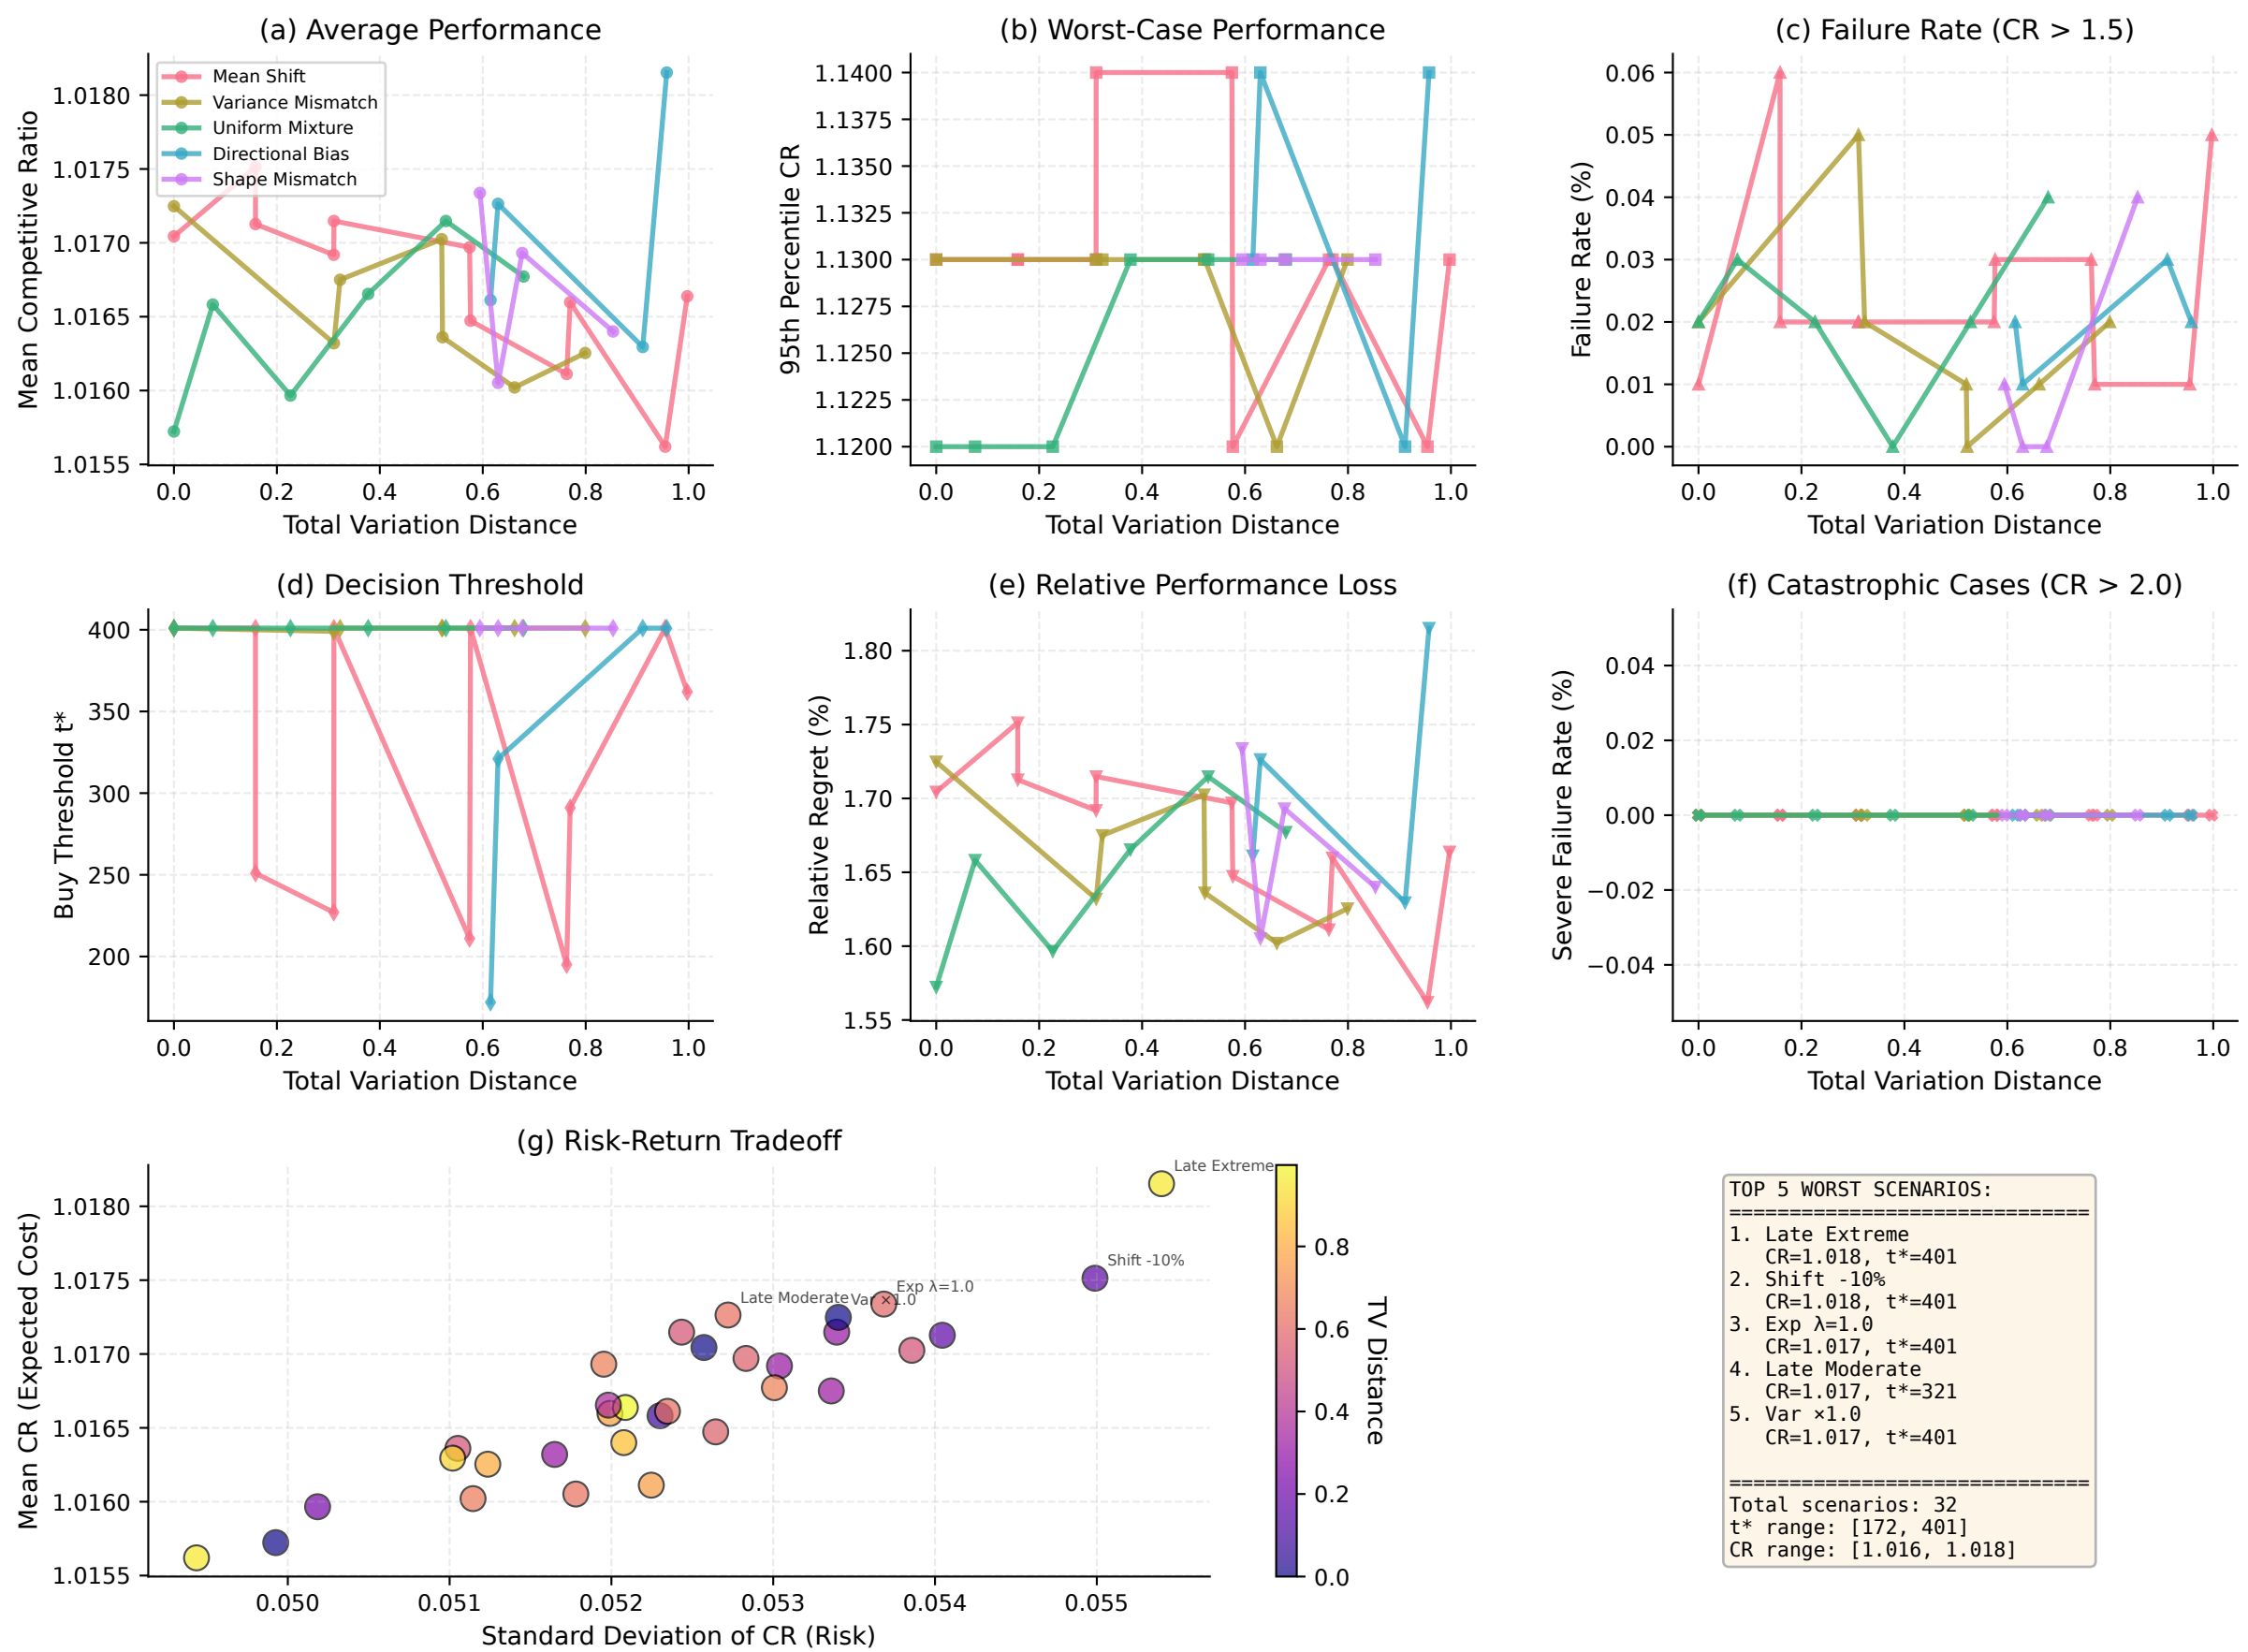 (a) Average Performance
Mean Competitive Ratio
1.0180
1.0175
1.0170
1.0165
1.0160
1.0155
Mean Shift
Variance Mismatch
Uniform Mixture
Directional Bias
Shape Mismatch
0.0 0.2 0.4 0.6 0.8 1.0
Total Variation Distance
(b) Worst-Case Performance
95th Percentile CR
1.1400
1.1375
1.1350
1.1325
1.1300
1.1275
1.1250
1.1225
1.1200
0.0 0.2 0.4 0.6 0.8 1.0
Total Variation Distance
(c) Failure Rate (CR > 1.5)
Failure Rate (%)
0.06
0.05
0.04
0.03
0.02
0.01
0.00
0.0 0.2 0.4 0.6 0.8 1.0
Total Variation Distance
(d) Decision Threshold
Buy Threshold t*
400
350
300
250
200
0.0 0.2 0.4 0.6 0.8 1.0
Total Variation Distance
(e) Relative Performance Loss
Relative Regret (%)
1.80
1.75
1.70
1.65
1.60
1.55
0.0 0.2 0.4 0.6 0.8 1.0
Total Variation Distance
(f) Catastrophic Cases (CR > 2.0)
Severe Failure Rate (%)
0.04
0.02
0.00
−0.02
−0.04
0.0 0.2 0.4 0.6 0.8 1.0
Total Variation Distance
(g) Risk-Return Tradeoff
Mean CR (Expected Cost)
1.0180
1.0175
1.0170
1.0165
1.0160
1.0155
Late Extreme
Shift -10%
Exp λ=1.0
Late Moderate
Var ×1.0
0.050 0.051 0.052 0.053 0.054 0.055
Standard Deviation of CR (Risk)
0.8
0.6
0.4
0.2
0.0
TV Distance
TOP 5 WORST SCENARIOS:
==============================
1. Late Extreme
CR=1.018, t*=401
2. Shift -10%
CR=1.018, t*=401
3. Exp λ=1.0
CR=1.017, t*=401
4. Late Moderate
CR=1.017, t*=321
5. Var ×1.0
CR=1.017, t*=401
==============================
Total scenarios: 32
t* range: [172, 401]
CR range: [1.016, 1.018]